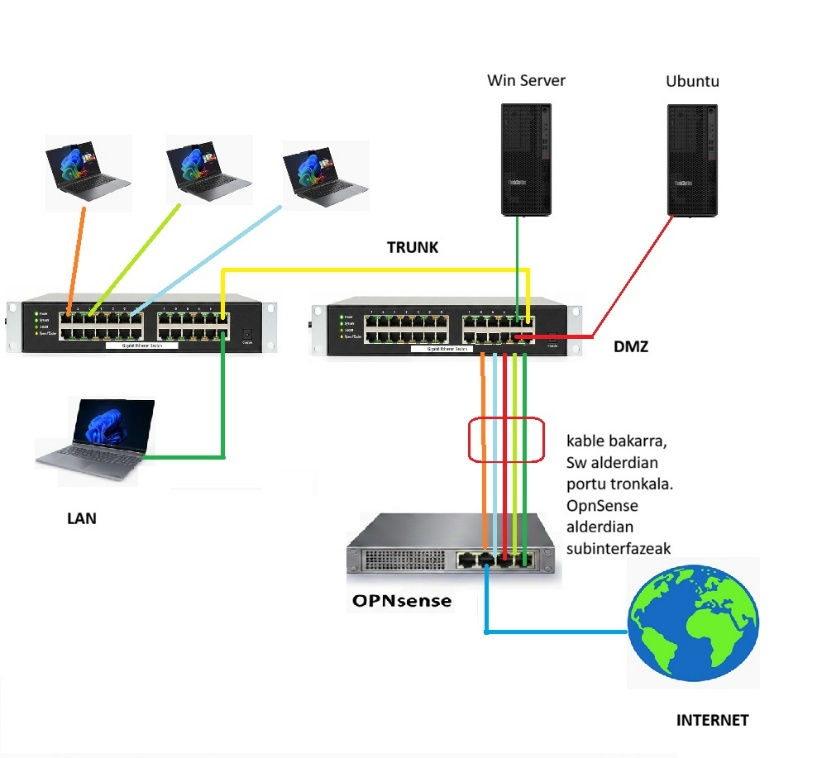 Win Server
Ubuntu
TRUNK
DMZ
kable bakarra,
Sw alderdian
portu tronkala.
OpnSense
alderdian
subinterfazeak
LAN
OPNsense
INTERNET